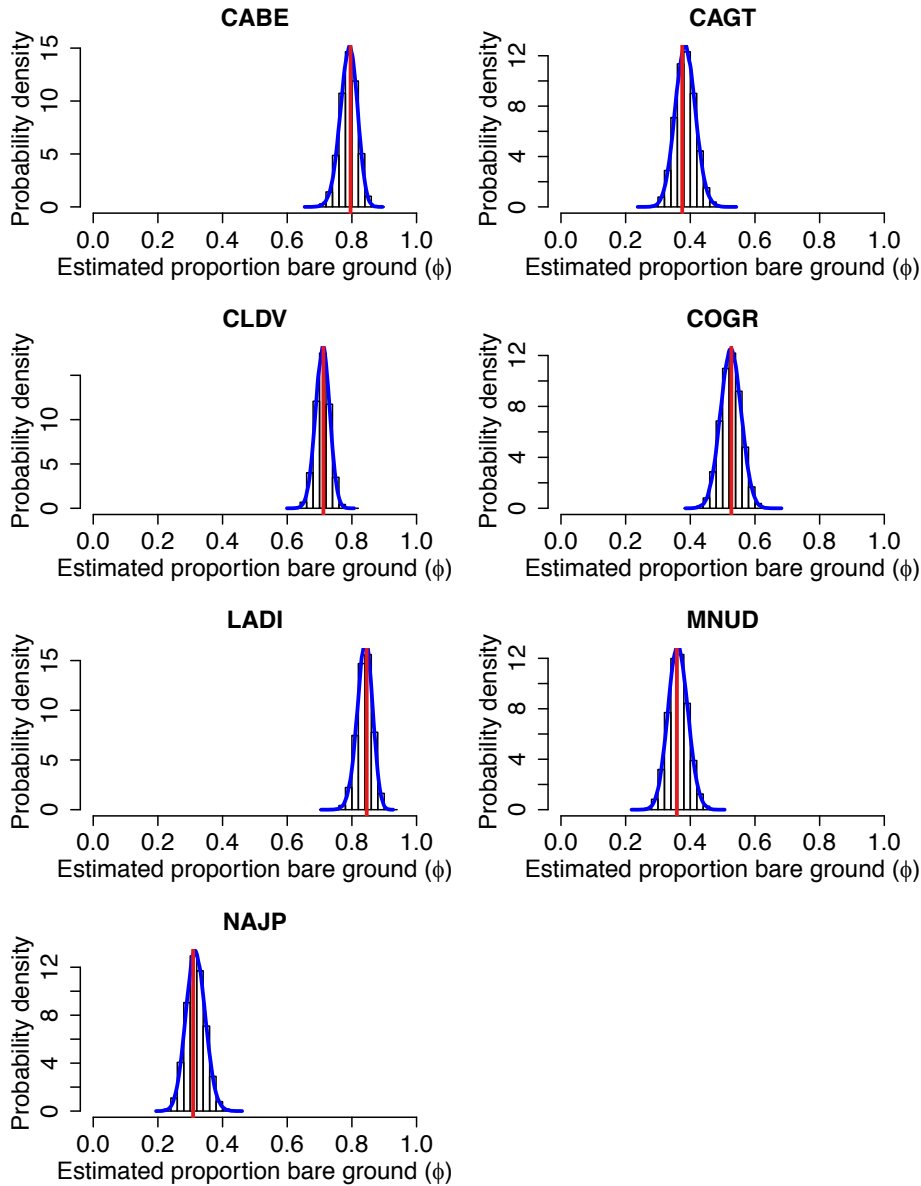 CABE
Probability density
0 5 10 15
0.0 0.2 0.4 0.6 0.8 1.0
Estimated proportion bare ground (ϕ)
CAGT
Probability density
0 4 8 12
0.0 0.2 0.4 0.6 0.8 1.0
Estimated proportion bare ground (ϕ)
CLDV
Probability density
0 5 10
0.0 0.2 0.4 0.6 0.8 1.0
Estimated proportion bare ground (ϕ)
COGR
Probability density
0 4 8 12
0.0 0.2 0.4 0.6 0.8 1.0
Estimated proportion bare ground (ϕ)
LADI
Probability density
0 5 10 15
0.0 0.2 0.4 0.6 0.8 1.0
Estimated proportion bare ground (ϕ)
MNUD
Probability density
0 4 8 12
0.0 0.2 0.4 0.6 0.8 1.0
Estimated proportion bare ground (ϕ)
NAJP
Probability density
0 4 8 12
0.0 0.2 0.4 0.6 0.8 1.0
Estimated proportion bare ground (ϕ)